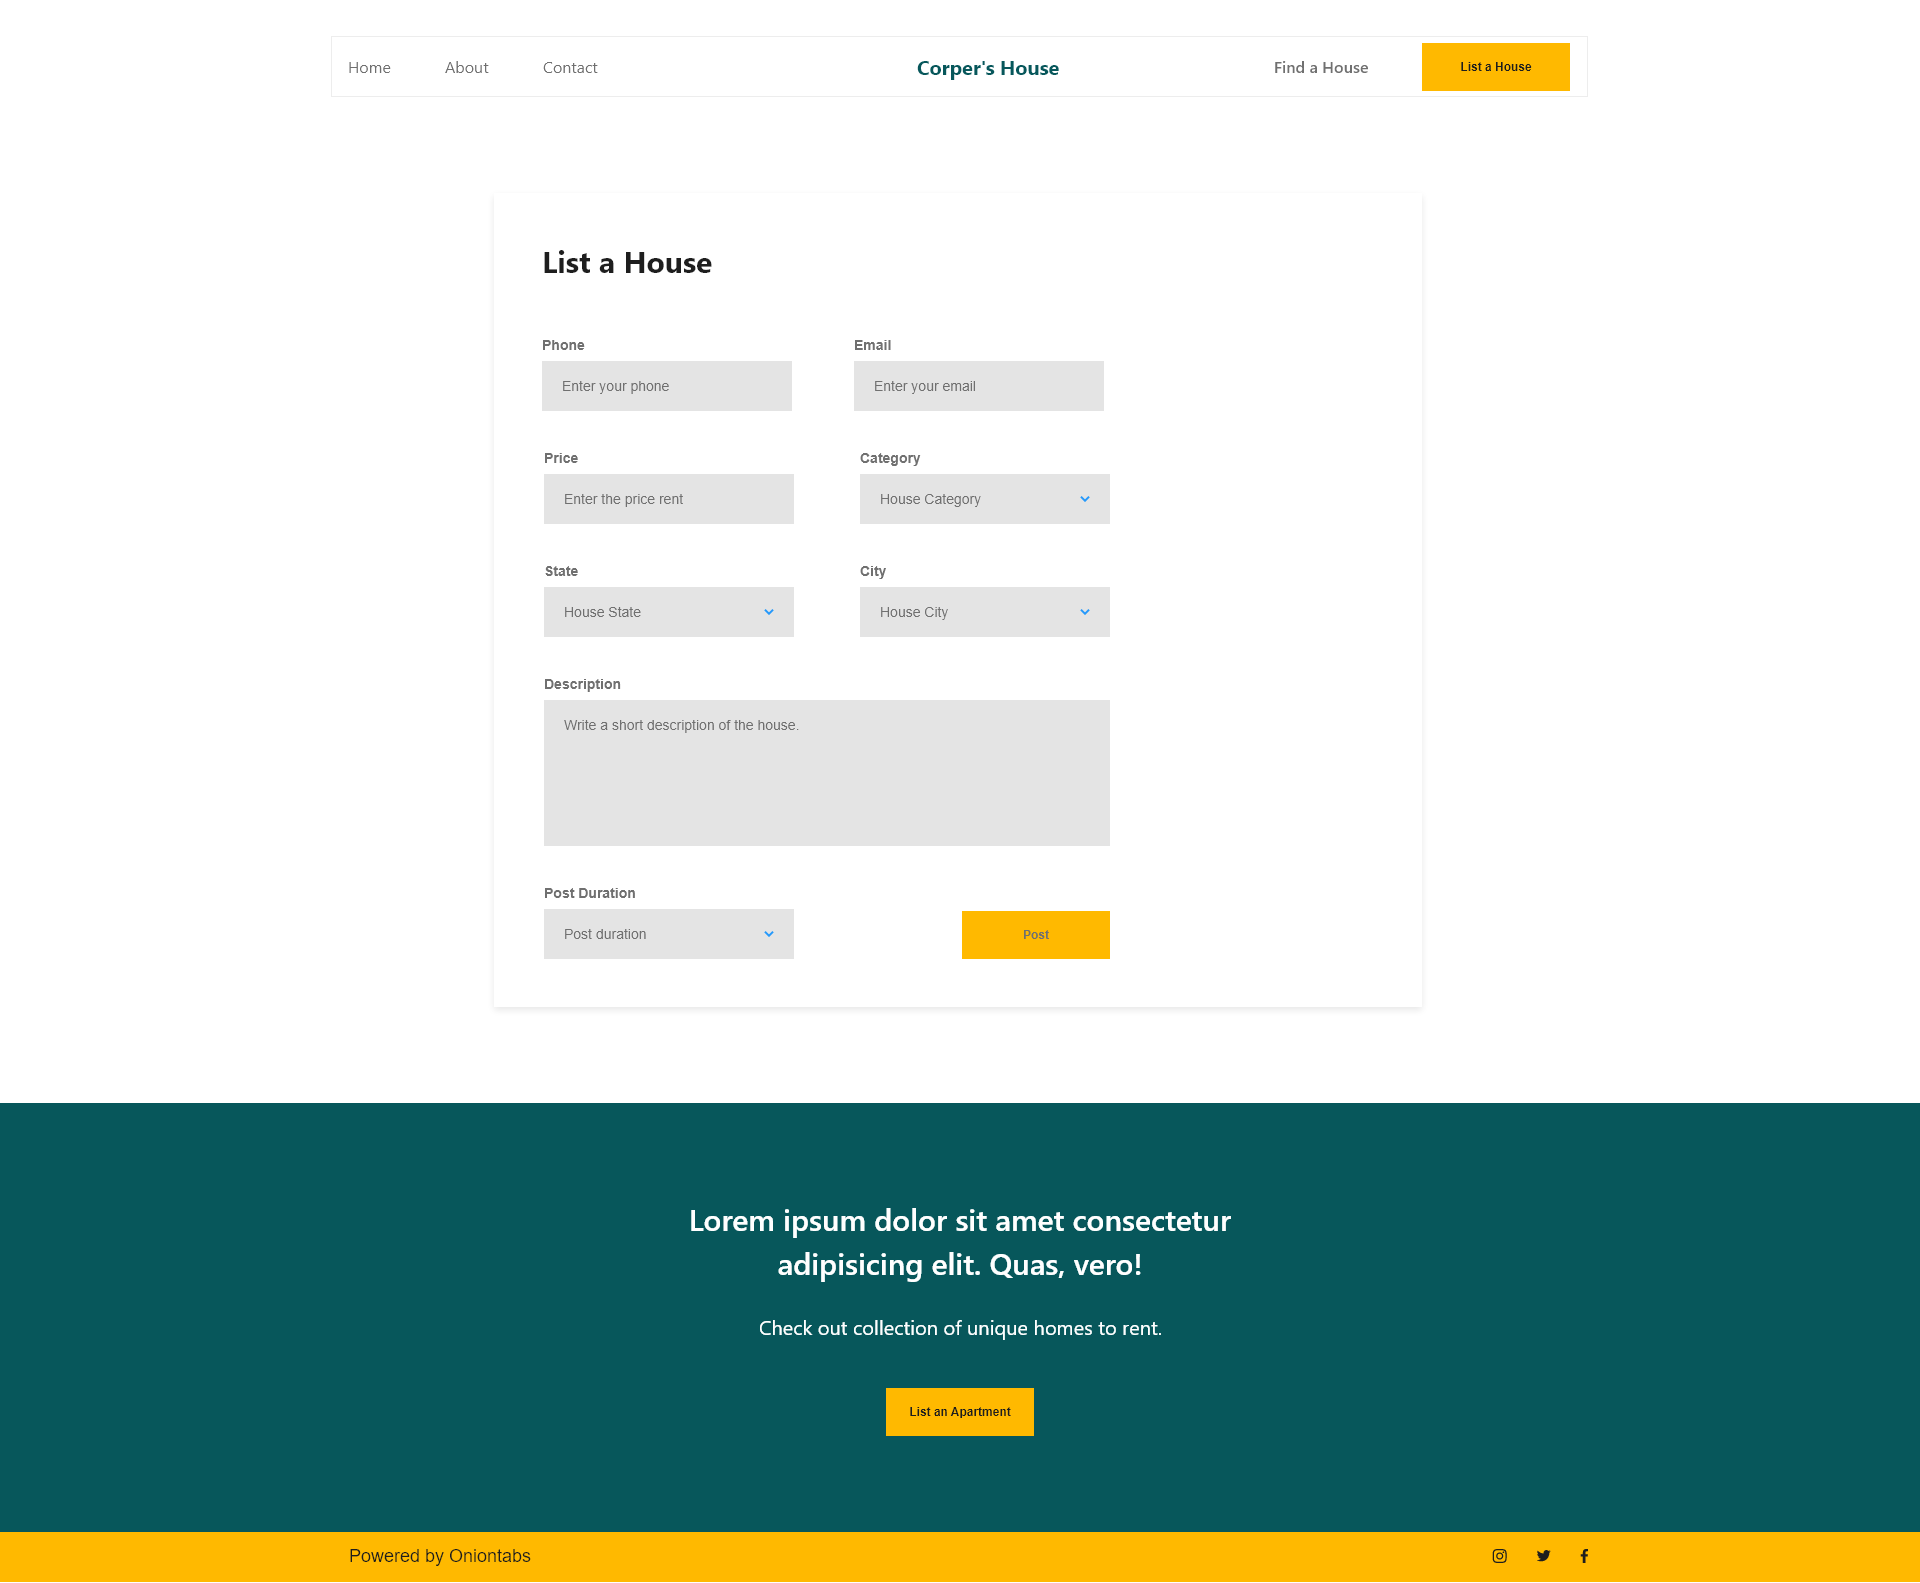 Home About Contact Corper's House Find a House List a House
List a House
Phone Email
Enter your phone Enter your email
Price Category
Enter the price rent House Category
State City
House State House City
Description
Write a short description of the house.
Post Duration
Post duration Post
Lorem ipsum dolor sit amet consectetur
adipisicing elit. Quas, vero!
Check out collection of unique homes to rent.
List an Apartment
Powered by Oniontabs